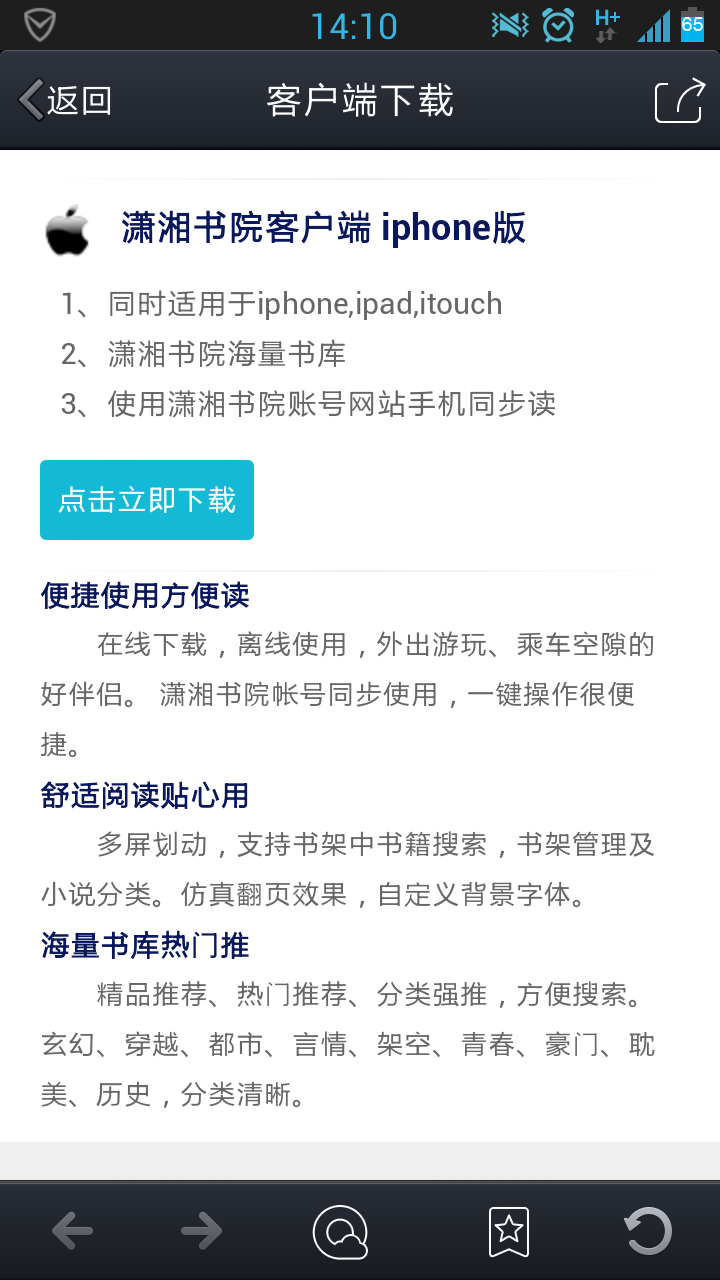 14:10
H+
65
返回
客户端下载
潇湘书院客户端 iphone版
1、同时适用于iphone,ipad,itouch
2、潇湘书院海量书库
3、使用潇湘书院账号网站手机同步读
点击立即下载
便捷使用方便读
在线下载，离线使用，外出游玩、乘车空隙的
好伴侣。 潇湘书院帐号同步使用，一键操作很便
捷。
舒适阅读贴心用
多屏划动，支持书架中书籍搜索，书架管理及
小说分类。仿真翻页效果，自定义背景字体。
海量书库热门推
精品推荐、热门推荐、分类强推，方便搜索。
玄幻、穿越、都市、言情、架空、青春、豪门、耽
美、历史，分类清晰。